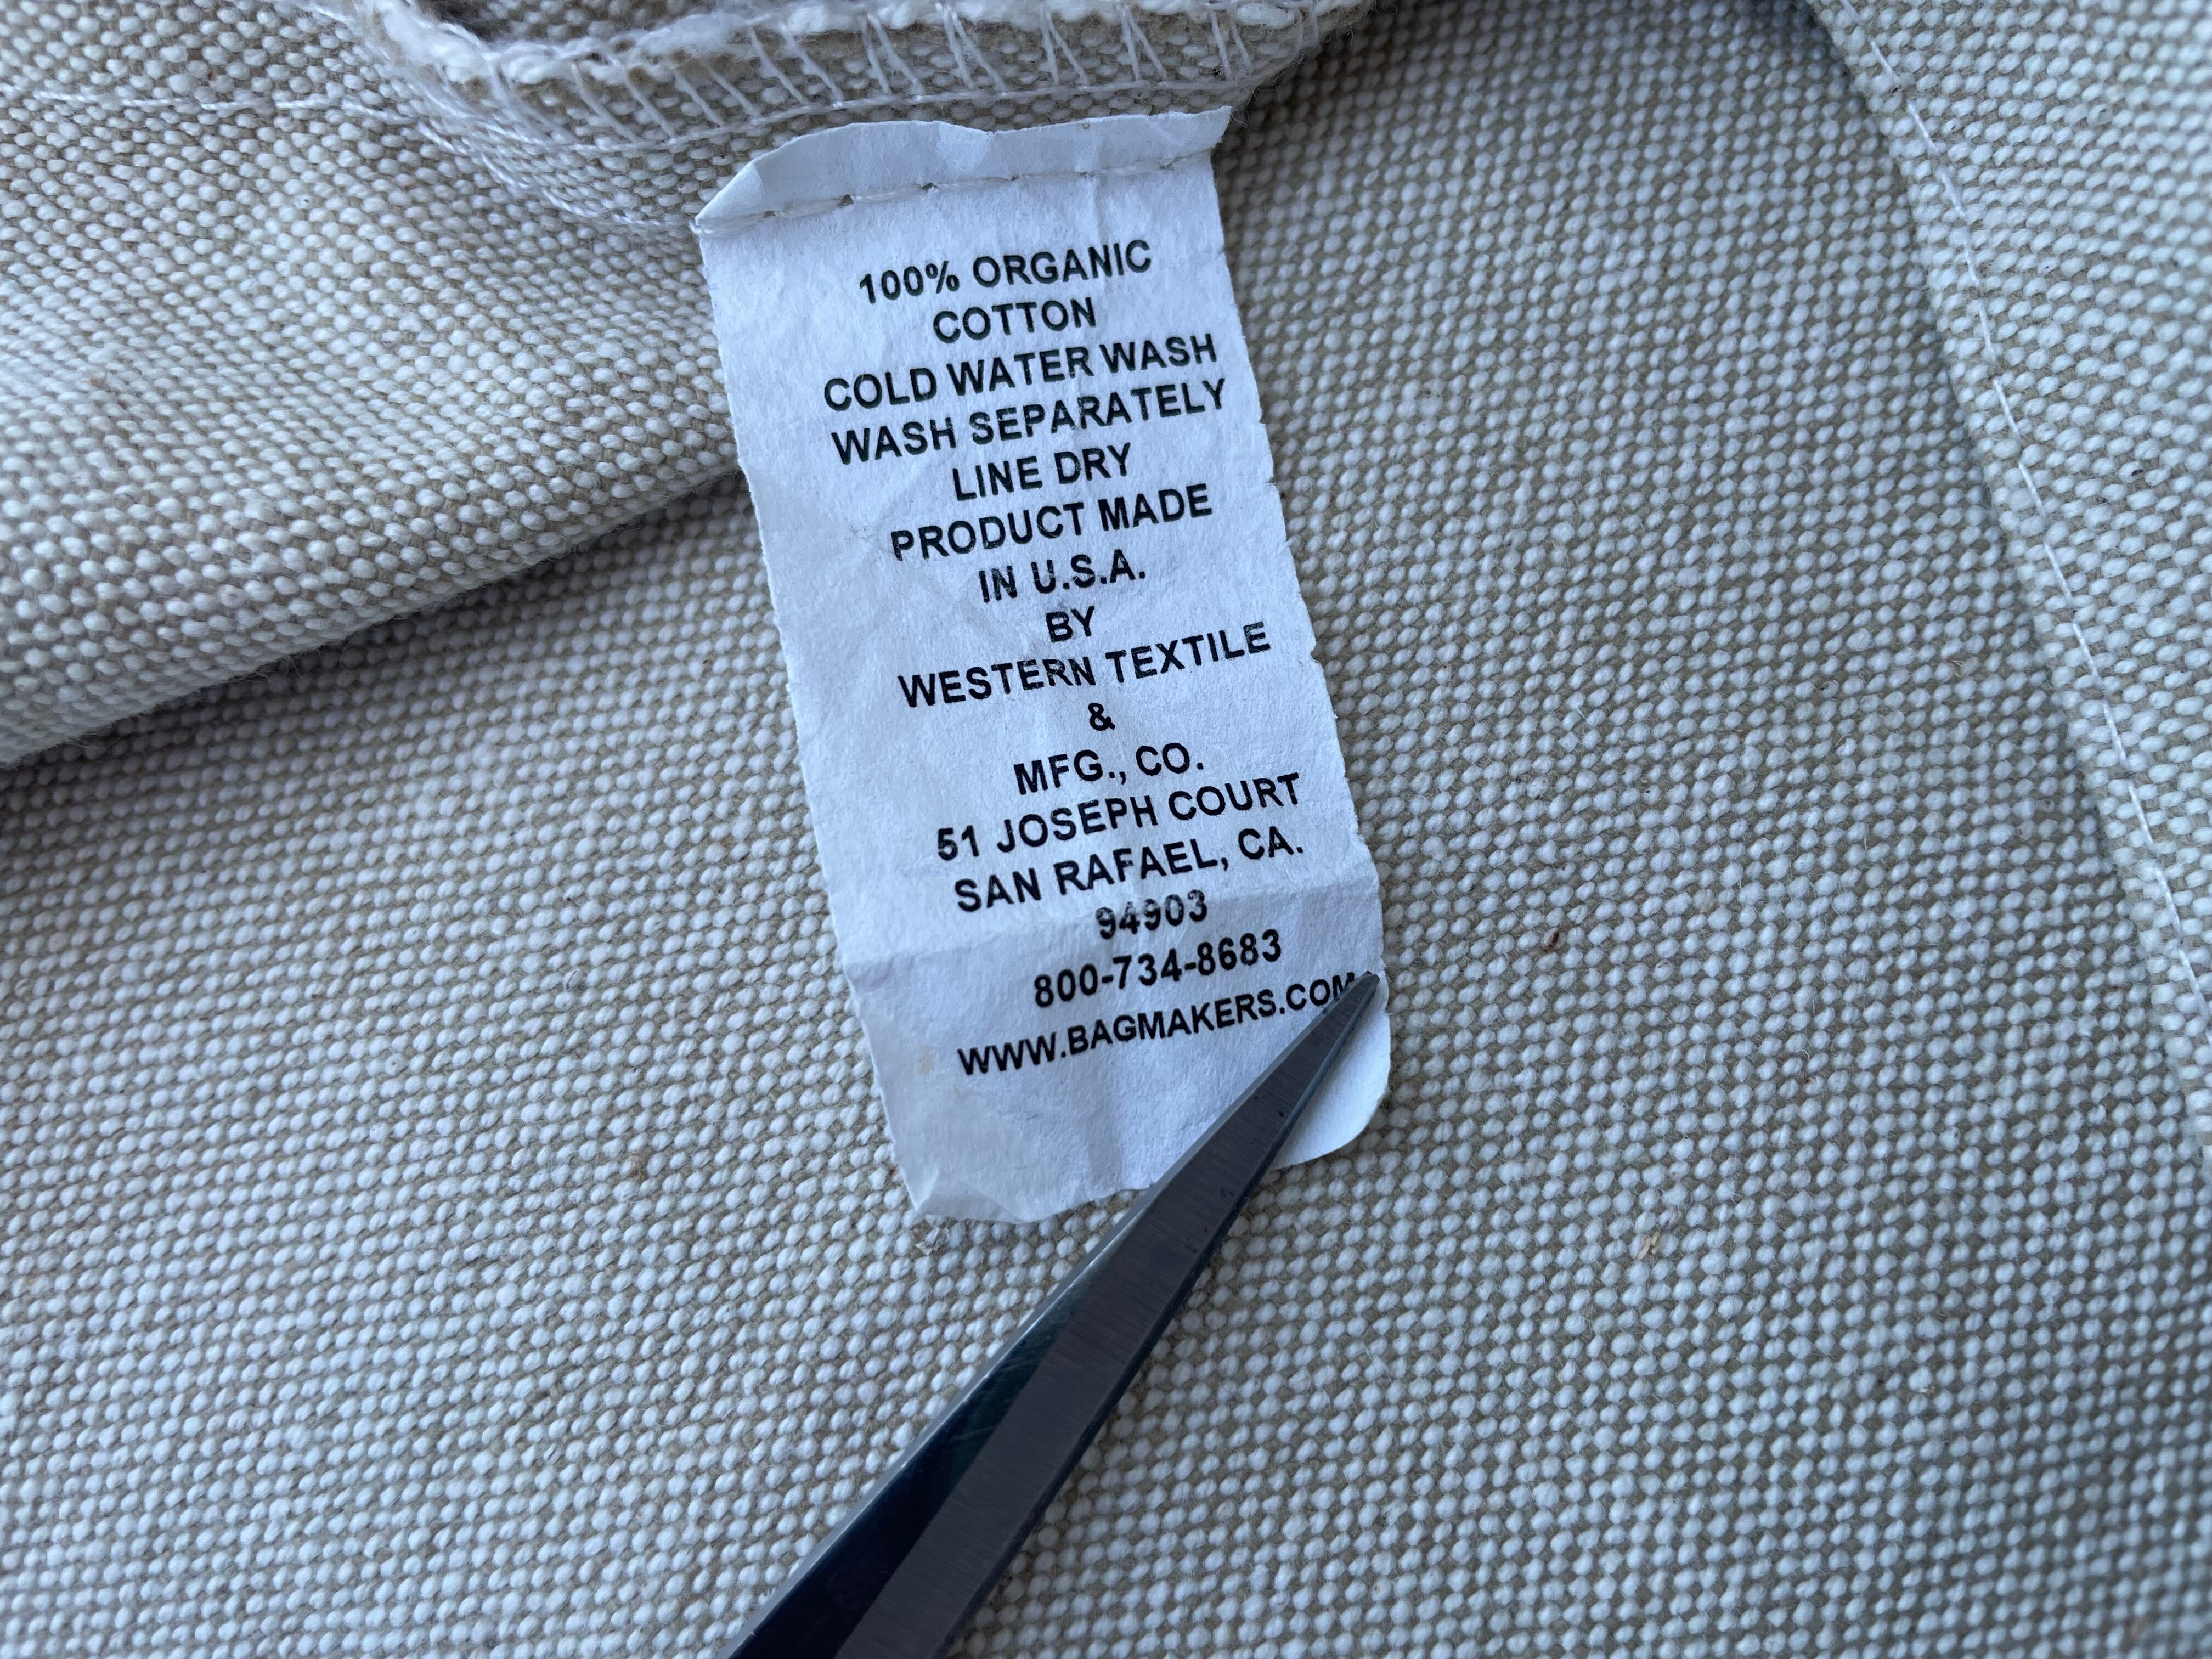 100% ORGANIC
COTTON
COLD WATER WASH
WASH SEPARATELY
LINE DRY
PRODUCT MADE
IN U.S.A.
BY
WESTERN TEXTILE
&
MFG., CO.
51 JOSEPH COURT
SAN RAFAEL, CA.
94903
800-734-8683
WWW.BAGMAKERS.COM